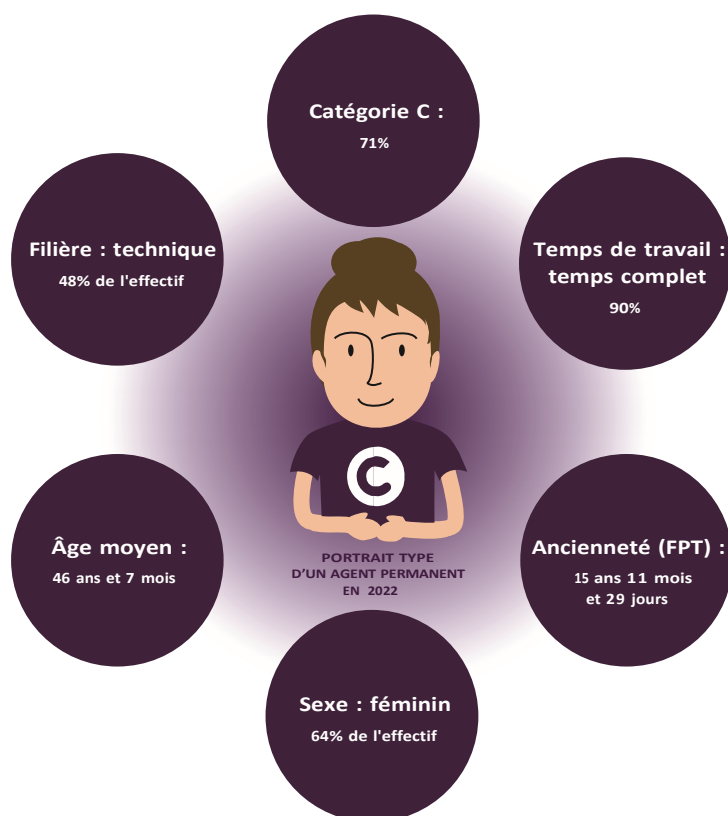 Catégorie C :
71%
Filière : technique
48% de l'effectif
Temps de travail :
temps complet
90%
C
Âge moyen :
46 ans et 7 mois
PORTRAIT TYPE
D'UN AGENT PERMANENT
EN 2022
Ancienneté (FPT) :
15 ans 11 mois
et 29 jours
Sexe : féminin
64% de l'effectif